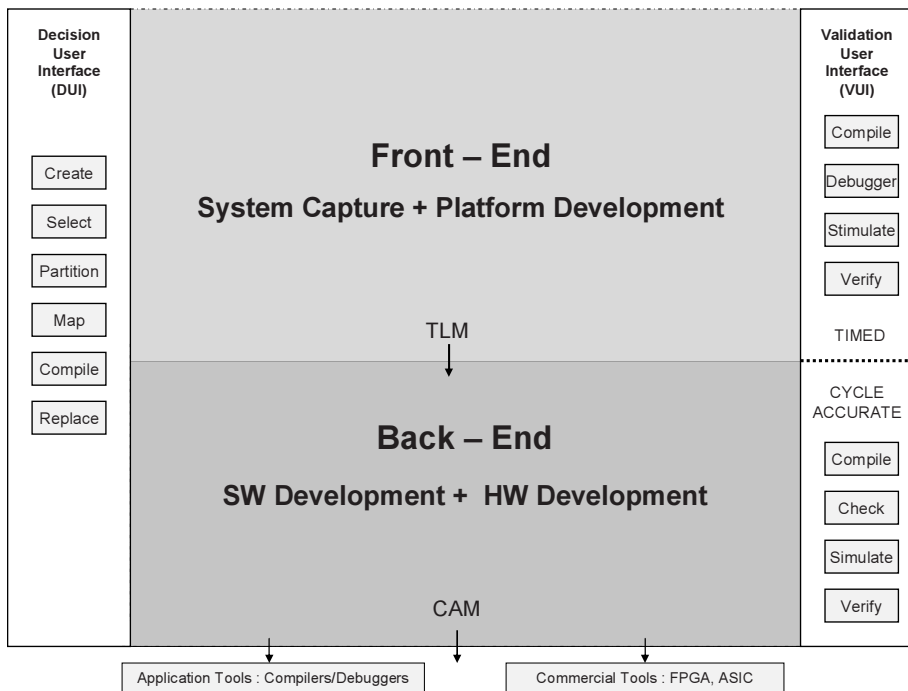 Decision
User
Interface
(DUI)
Create
Select
Partition
Map
Compile
Replace
Front – End
System Capture + Platform Development
TLM
Back – End
SW Development + HW Development
CAM
Validation
User
Interface
(VUI)
Compile
Debugger
Stimulate
Verify
TIMED
CYCLE
ACCURATE
Compile
Check
Simulate
Verify
Application Tools : Compilers/Debuggers
Commercial Tools : FPGA, ASIC